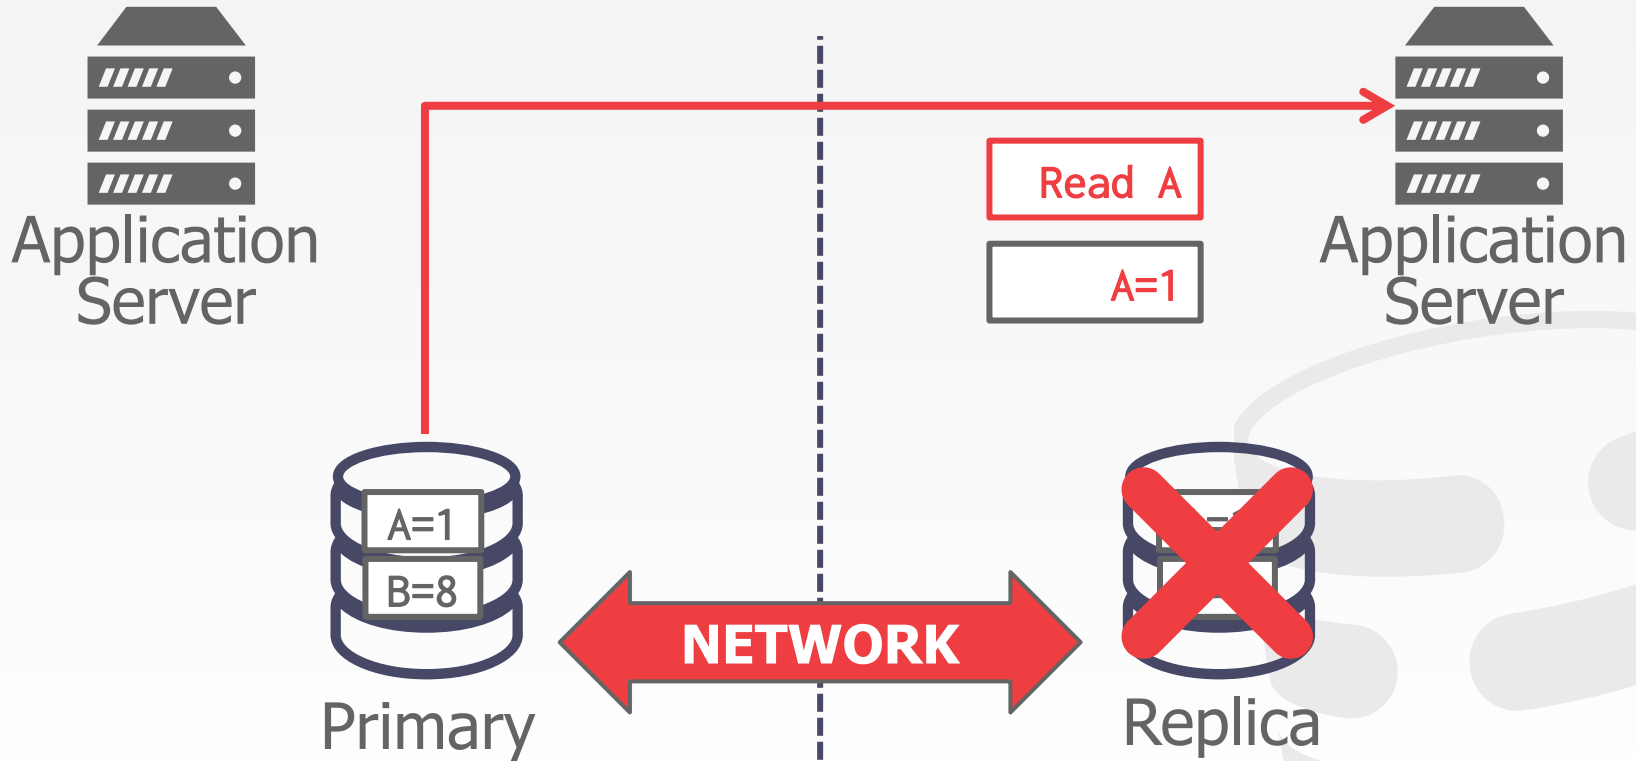 Application
Server
Read A
A=1
Application
Server
A=1
B=8
NETWORK
Primary
Replica